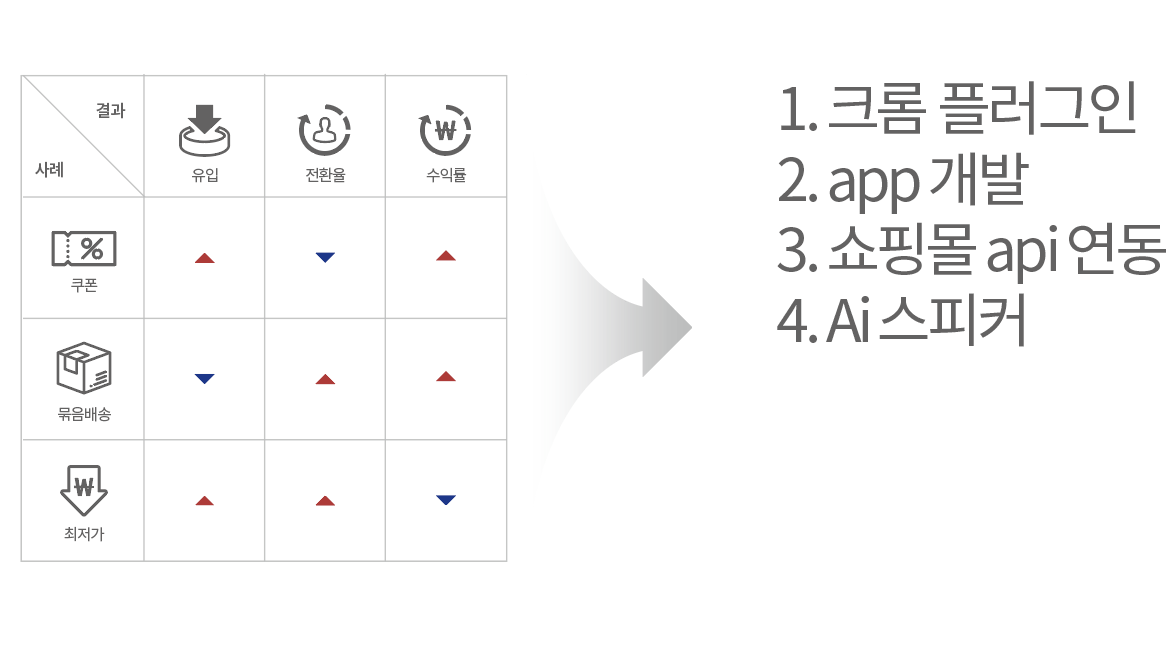 결과
사례
유입
전환율
수익률
쿠폰
묶음배송
최저가
1. 크롬 플러그인
2. app 개발
3. 쇼핑몰 api 연동
4. Ai 스피커